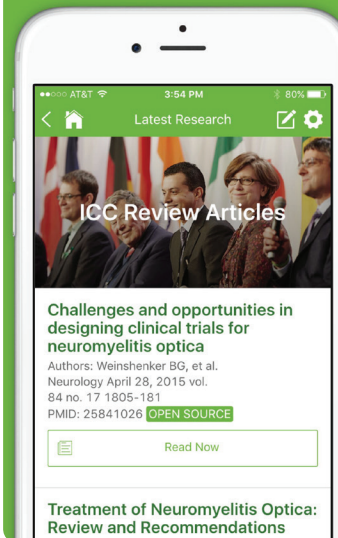 AT&T 3:54 PM 80%
Latest Research
ICC Review Articles
Challenges and opportunities in
designing clinical trials for
neuromyelitis optica
Authors: Weinshenker BG, et al.
Neurology April 28, 2015 vol.
84 no. 17 1805-181
PMID: 25841026 OPEN SOURCE
Read Now
Treatment of Neuromyelitis Optica:
Review and Recommendations